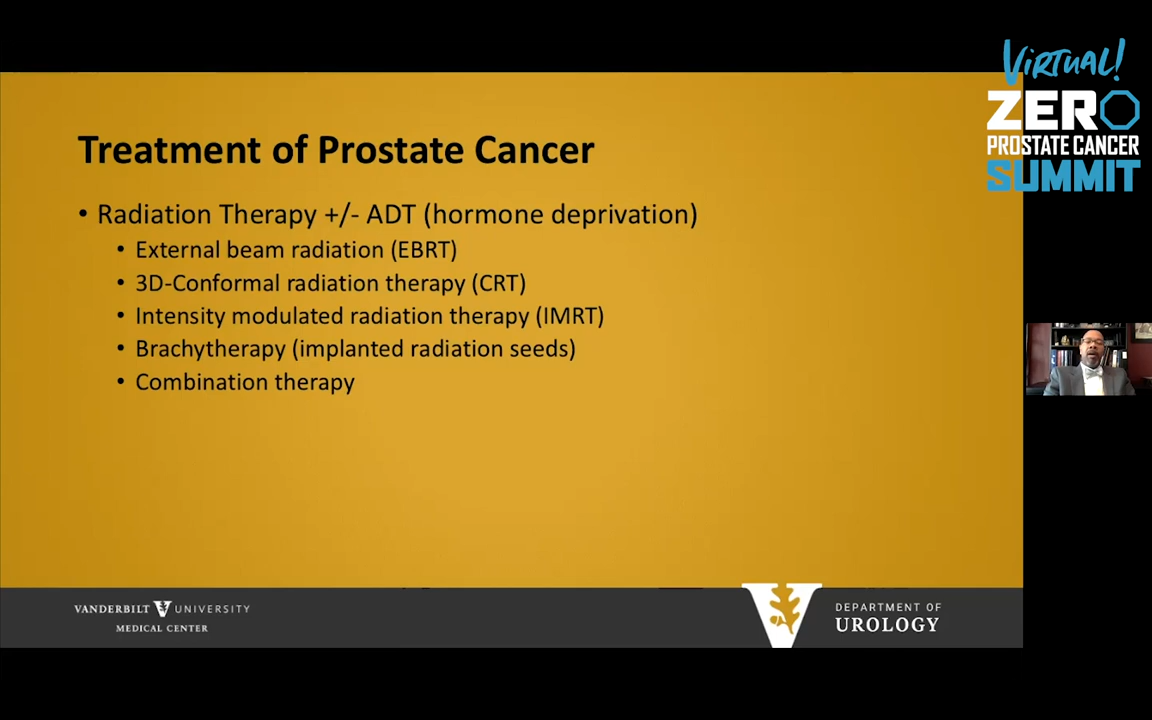 Virtual!
ZERO
PROSTATE CANCER
SUMMIT
Treatment of Prostate Cancer
• Radiation Therapy +/- ADT (hormone deprivation)
• External beam radiation (EBRT)
• 3D-Conformal radiation therapy (CRT)
• Intensity modulated radiation therapy (IMRT)
• Brachytherapy (implanted radiation seeds)
• Combination therapy
VANDERBILT V UNIVERSITY
MEDICAL CENTER
DEPARTMENT OF
UROLOGY